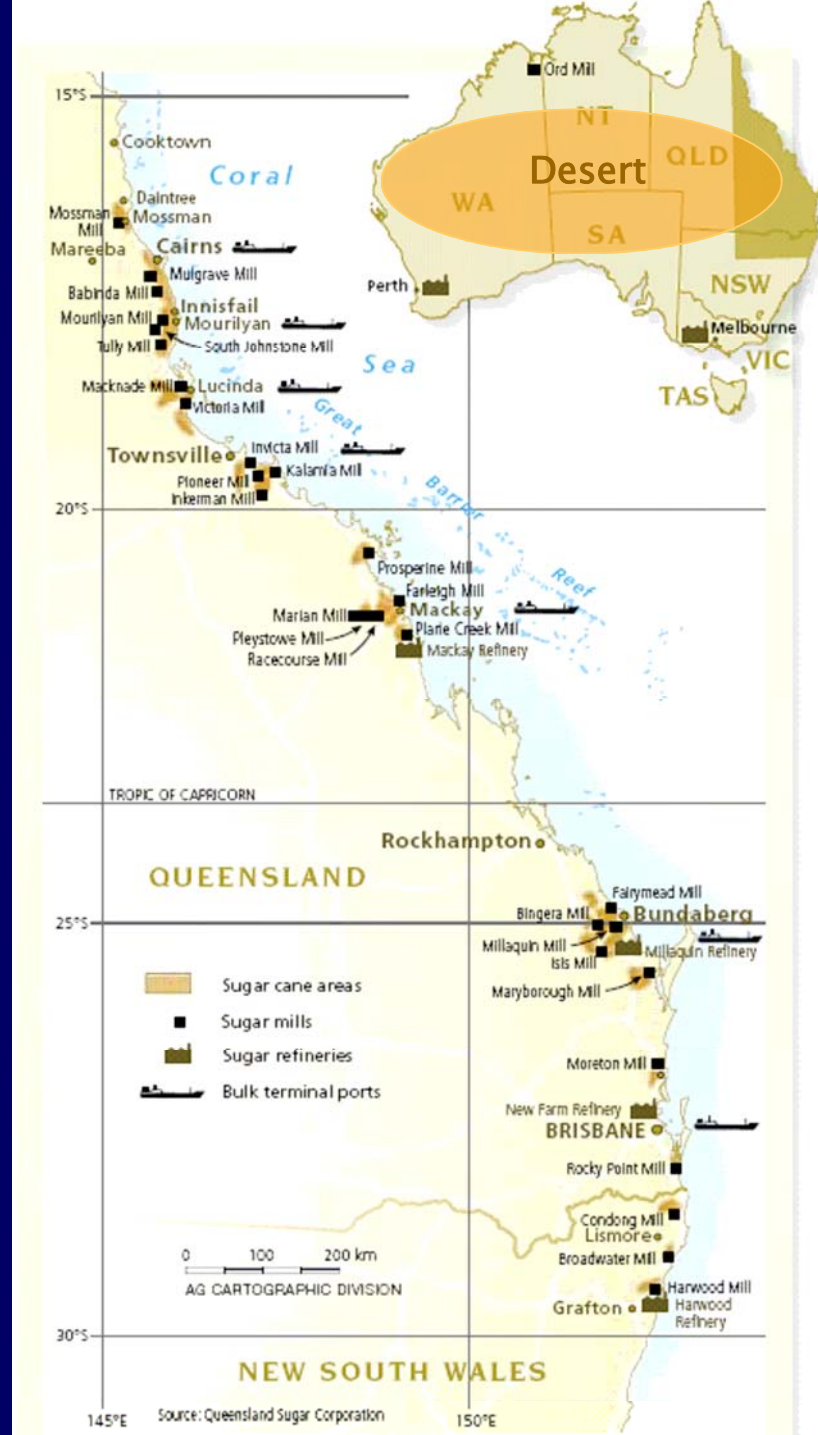 Ord Mill
NT
QLD
Desert
WA
SA
NSW
Perth
Melbourne
VIC
TAS
15°S
Cooktown
Coral
Daintree
Mossman
Mill
Mossman
Mareeba
Cairns
Mulgrave Mill
Babinda Mill
Innisfail
Mourilyan Mill
Mourilyan
South Johnstone Mill
Tully Mill
Sea
Macknade Mill
Lucinda
Victoria Mill
Great
Barrier
Reef
Townsville
Invicta Mill
Kalamia Mill
Pioneer Mill
Inkerman Mill
20°S
Prosperine Mill
Farleigh Mill
Marian Mill
Mackay
Pleystowe Mill
Plane Creek Mill
Racecourse Mill
Mackay Refinery
TROPIC OF CAPRICORN
Rockhampton
QUEENSLAND
Fairymead Mill
25°S
Bingera Mill
Bundaberg
Millaquin Mill
Millaquin Refinery
Isis Mill
Maryborough Mill
Sugar cane areas
Sugar mills
Sugar refineries
Bulk terminal ports
Moreton Mill
New Farm Refinery
BRISBANE
Rocky Point Mill
Condong Mill
Lismore
Broadwater Mill
0 100 200 km
AG CARTOGRAPHIC DIVISION
Harwood Mill
Grafton
Harwood
Refinery
30°S
NEW SOUTH WALES
145°E
Source: Queensland Sugar Corporation
150°E